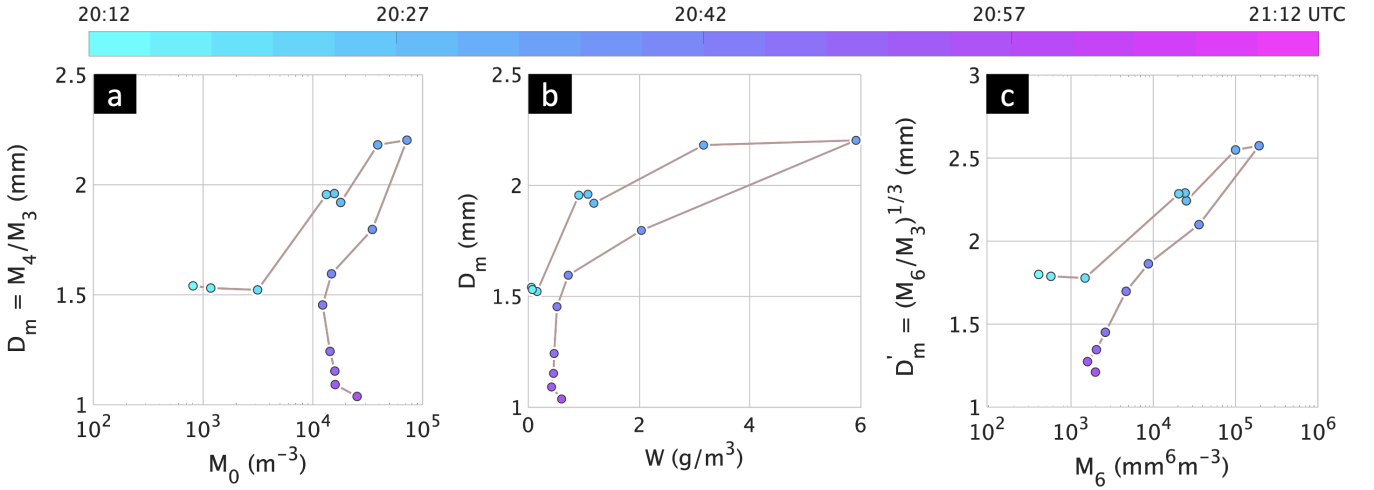 20:12 20:27 20:42 20:57 21:12 UTC
a
D_m = M_4/M_3 (mm)
2.5
2
1.5
1
10^2 10^3 10^4 10^5
M_0 (m^-3)
b
D_m (mm)
2.5
2
1.5
1
0 2 4 6
W (g/m^3)
c
D_m' = (M_6/M_3)^1/3 (mm)
3
2.5
2
1.5
1
10^2 10^3 10^4 10^5 10^6
M_6 (mm^6m^-3)